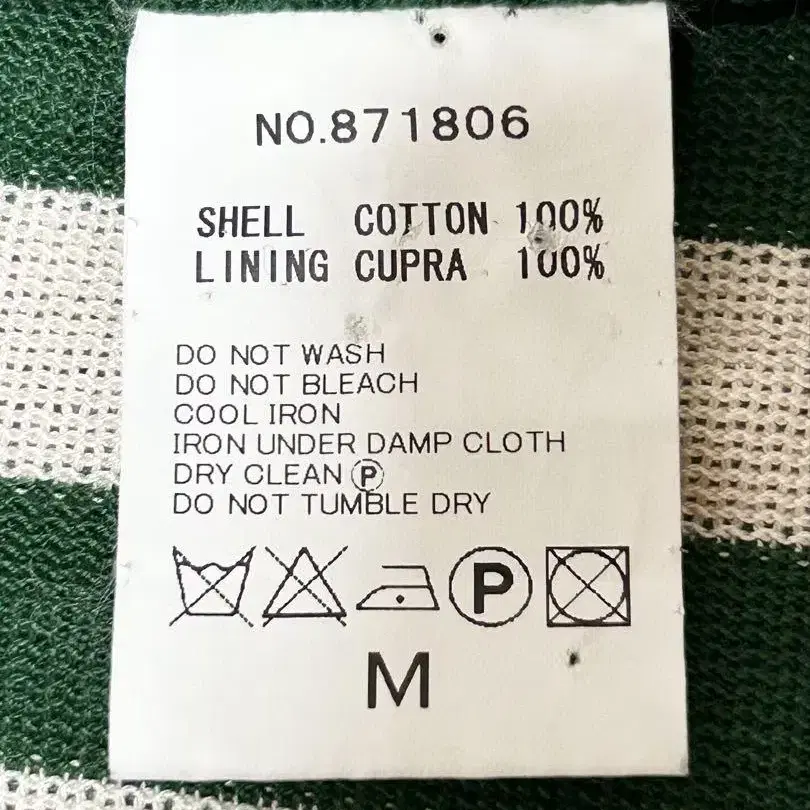 NO.871806
SHELL COTTON 100%
LINING CUPRA 100%
DO NOT WASH
DO NOT BLEACH
COOL IRON
IRON UNDER DAMP CLOTH
DRY CLEAN Ⓟ
DO NOT TUMBLE DRY
P
M